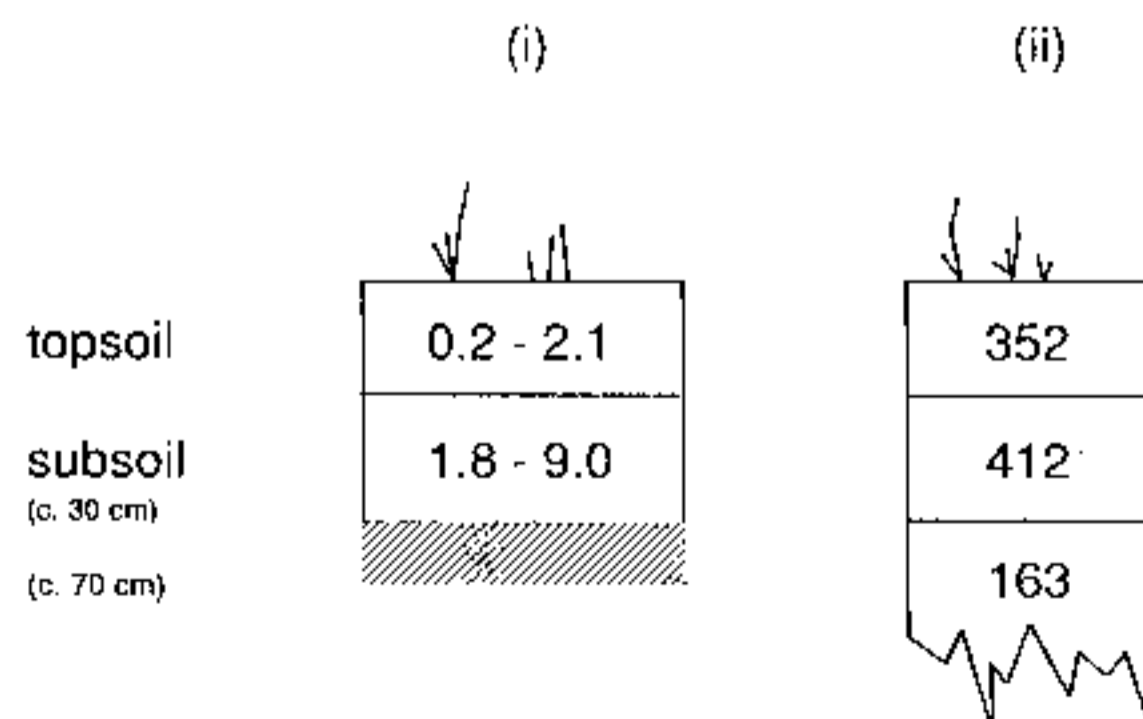 (i) (ii)
topsoil 0.2 - 2.1 352
subsoil 1.8 - 9.0 412
(c. 30 cm)
(c. 70 cm) 163